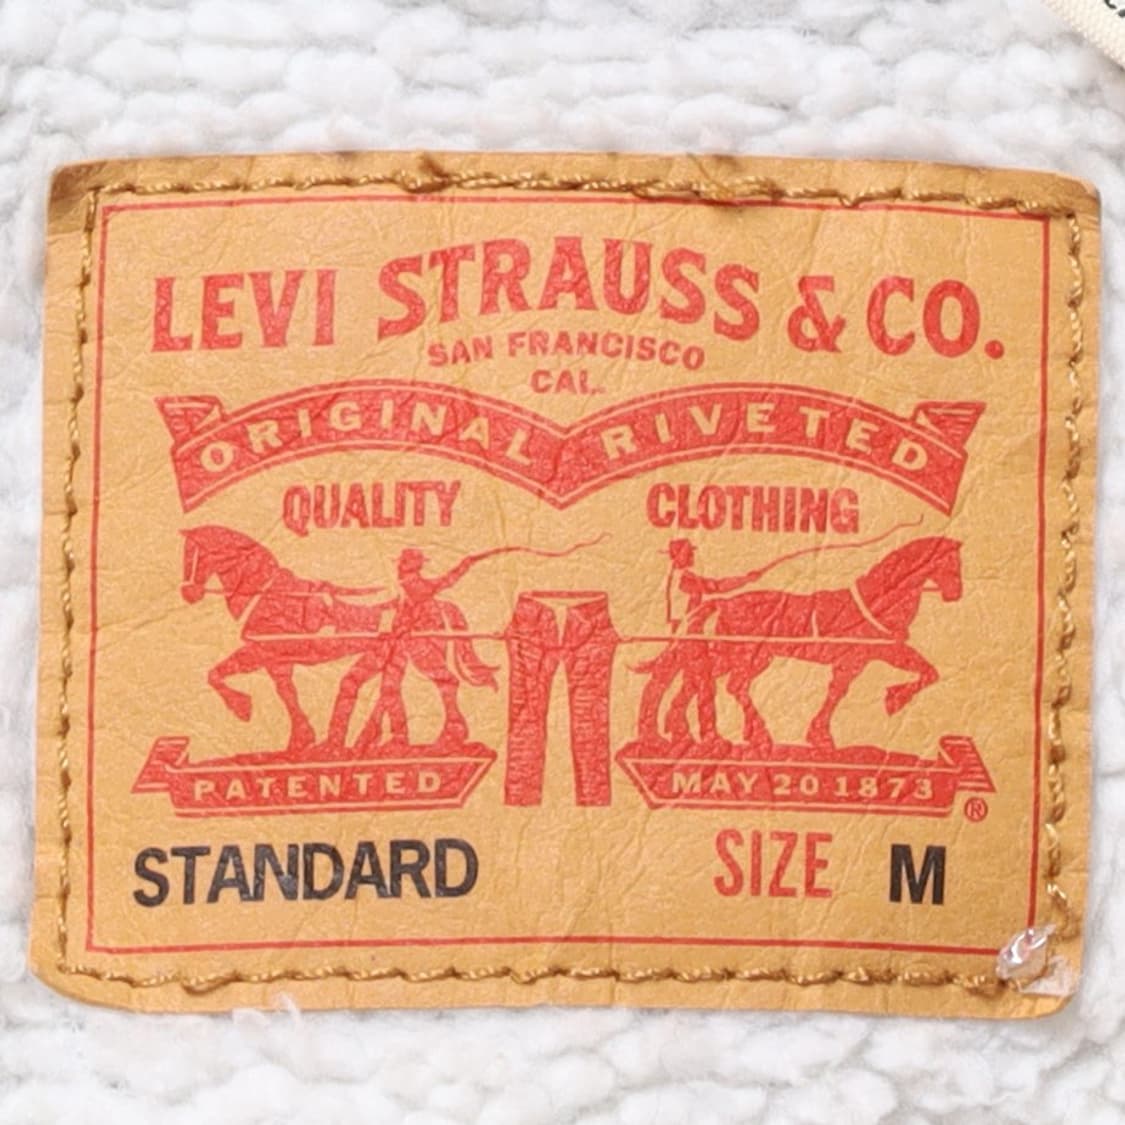 LEVI STRAUSS & CO.
SAN FRANCISCO
CAL.
ORIGINAL RIVETED
QUALITY CLOTHING
PATENTED MAY 20 1873 ®
STANDARD SIZE M